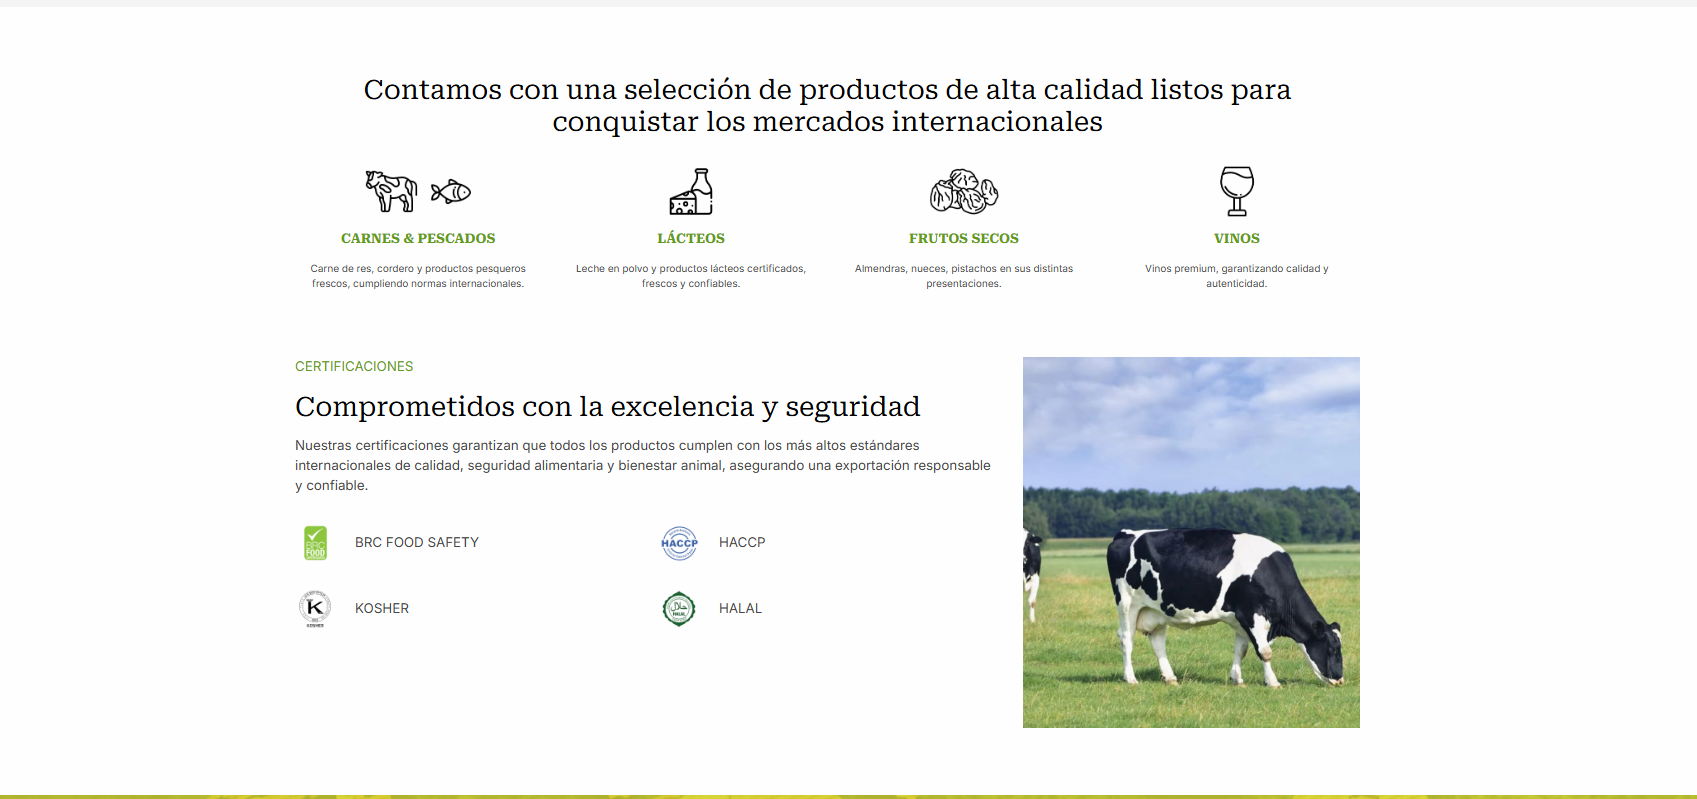 Contamos con una selección de productos de alta calidad listos para
conquistar los mercados internacionales
CARNES & PESCADOS
Carne de res, cordero y productos pesqueros
frescos, cumpliendo normas internacionales.
LÁCTEOS
Leche en polvo y productos lácteos certificados,
frescos y confiables.
FRUTOS SECOS
Almendras, nueces, pistachos en sus distintas
presentaciones.
VINOS
Vinos premium, garantizando calidad y
autenticidad.
CERTIFICACIONES
Comprometidos con la excelencia y seguridad
Nuestras certificaciones garantizan que todos los productos cumplen con los más altos estándares
internacionales de calidad, seguridad alimentaria y bienestar animal, asegurando una exportación responsable
y confiable.
BRC
FOOD
BRC FOOD SAFETY
HACCP
HACCP
K
KOSHER
KOSHER
حلال
HALAL
HALAL